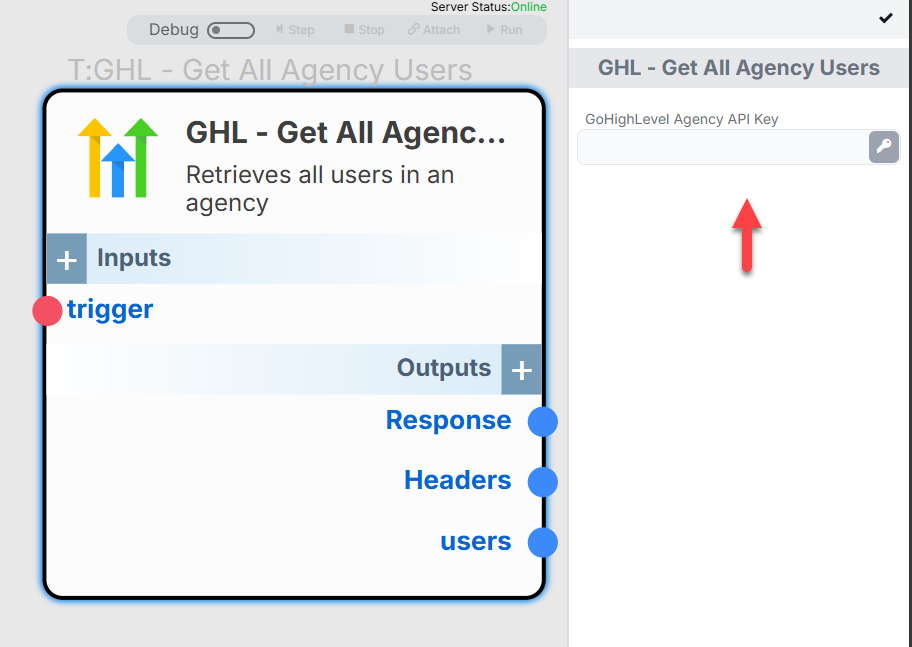 Server Status:Online
Debug Step Stop Attach Run
T:GHL - Get All Agency Users
GHL - Get All Agenc...
Retrieves all users in an
agency
+ Inputs
trigger
Outputs +
Response
Headers
users
GHL - Get All Agency Users
GoHighLevel Agency API Key